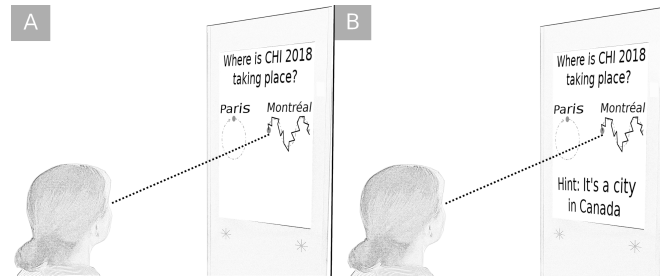 A
Where is CHI 2018
taking place?
Paris
Montréal
B
Where is CHI 2018
taking place?
Paris
Montréal
Hint: It's a city
in Canada